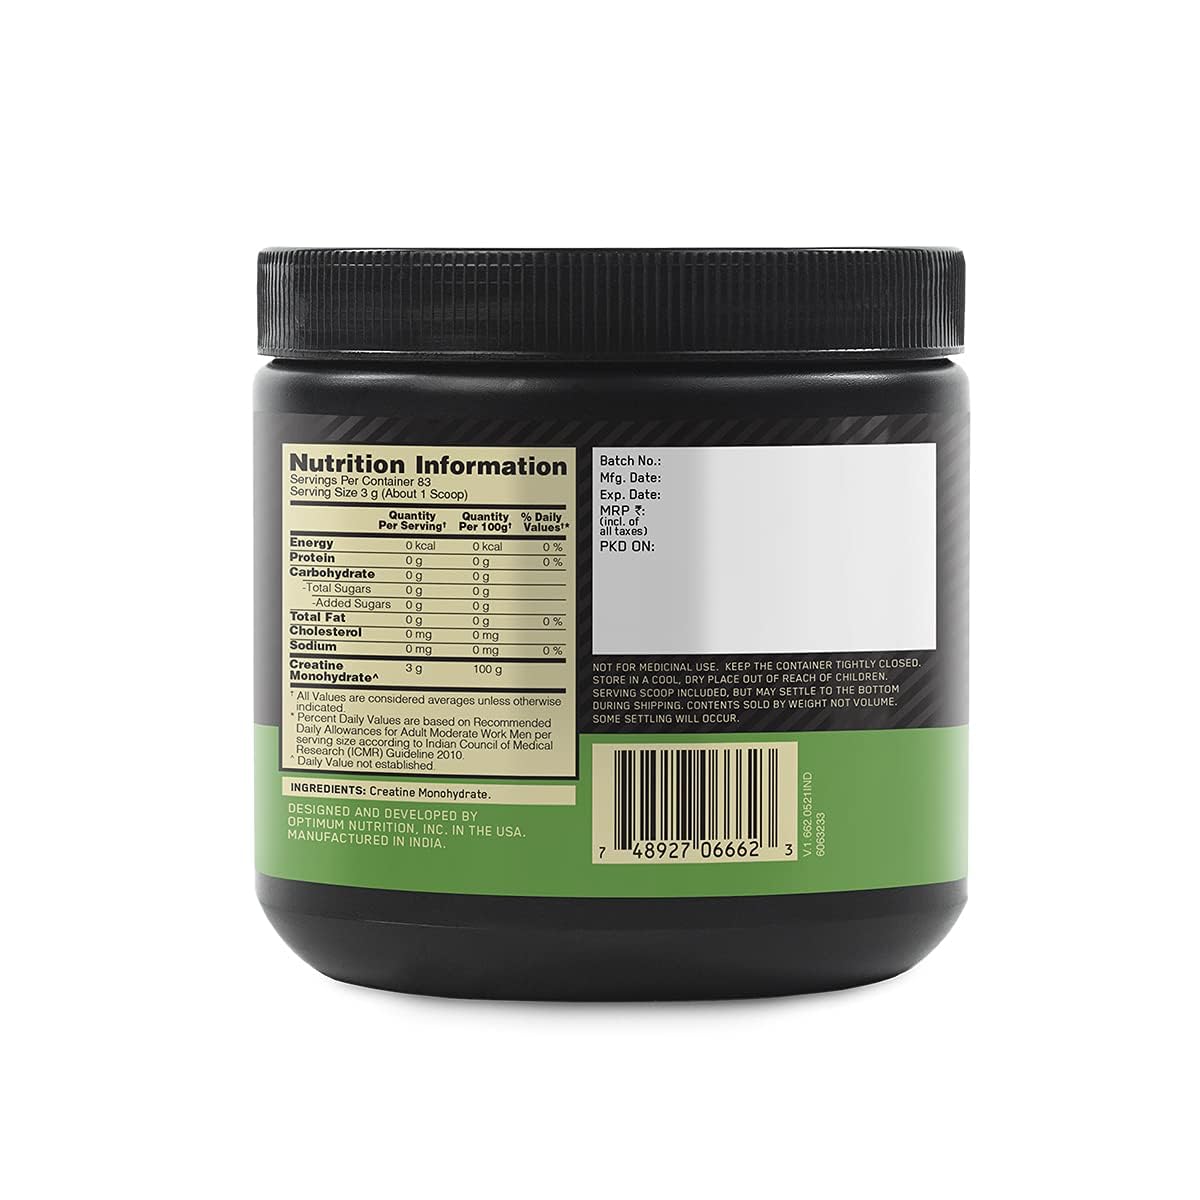 Nutrition Information
Servings Per Container 83
Serving Size 3 g (About 1 Scoop)
Quantity Per Serving† Quantity Per 100g† % Daily Values†*
Energy 0 kcal 0 kcal 0 %
Protein 0 g 0 g 0 %
Carbohydrate 0 g 0 g
-Total Sugars 0 g 0 g
-Added Sugars 0 g 0 g
Total Fat 0 g 0 g 0 %
Cholesterol 0 mg 0 mg
Sodium 0 mg 0 mg 0 %
Creatine Monohydrate^ 3 g 100 g
† All Values are considered averages unless otherwise
indicated.
* Percent Daily Values are based on Recommended
Daily Allowances for Adult Moderate Work Men per
serving size according to Indian Council of Medical
Research (ICMR) Guideline 2010.
^ Daily Value not established.
INGREDIENTS: Creatine Monohydrate.
DESIGNED AND DEVELOPED BY
OPTIMUM NUTRITION, INC. IN THE USA.
MANUFACTURED IN INDIA.
Batch No.:
Mfg. Date:
Exp. Date:
MRP ₹:
(incl. of
all taxes)
PKD ON:
NOT FOR MEDICINAL USE. KEEP THE CONTAINER TIGHTLY CLOSED.
STORE IN A COOL, DRY PLACE OUT OF REACH OF CHILDREN.
SERVING SCOOP INCLUDED, BUT MAY SETTLE TO THE BOTTOM
DURING SHIPPING. CONTENTS SOLD BY WEIGHT NOT VOLUME.
SOME SETTLING WILL OCCUR.
7 48927 06662 3
V.1.662.0521IND
6063233